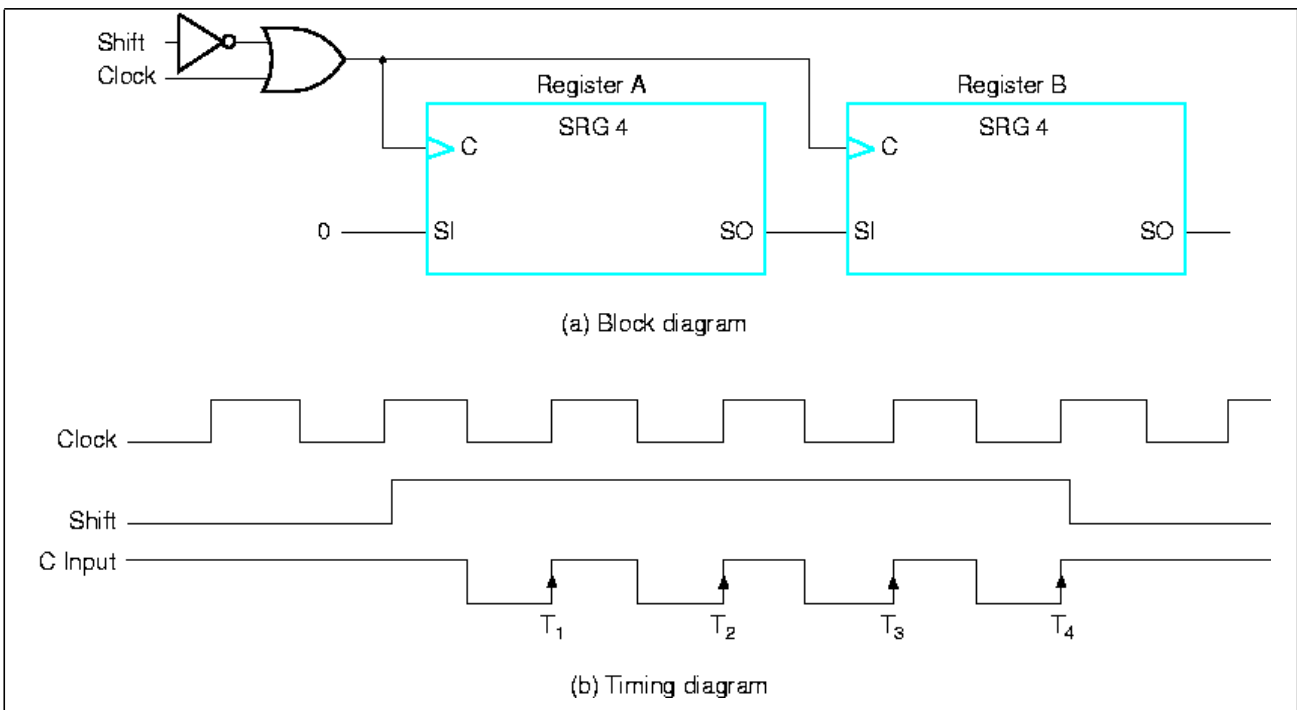 Shift
Clock
Register A
Register B
SRG 4
SRG 4
C
C
0
SI
SO
SI
SO
(a) Block diagram
Clock
Shift
C Input
T1
T2
T3
T4
(b) Timing diagram